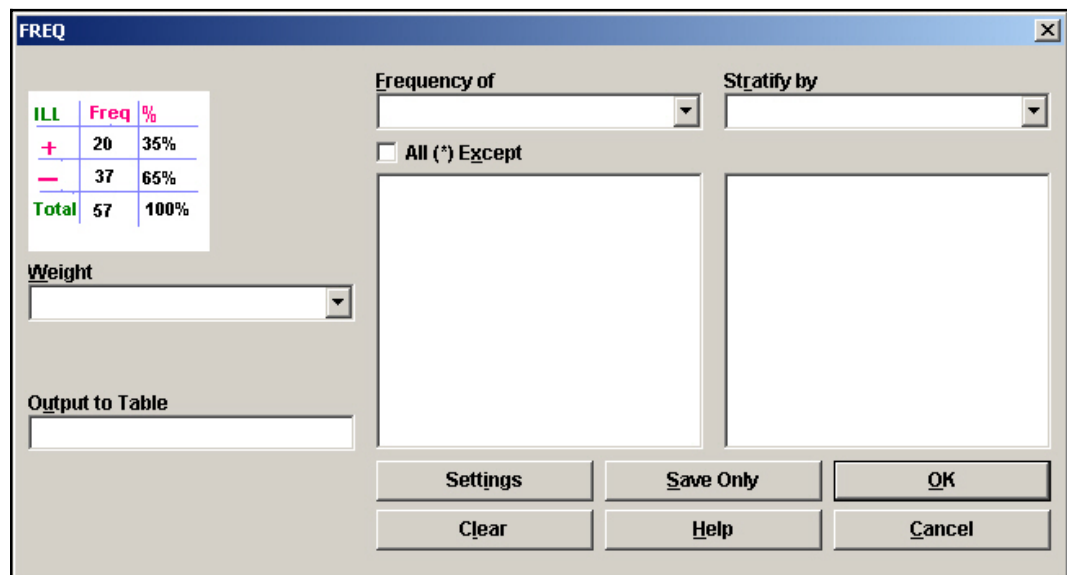 FREQ
ILL Freq %
+ 20 35%
— 37 65%
Total 57 100%
Weight
Output to Table
Frequency of
All (*) Except
Stratify by
Settings Save Only OK
Clear Help Cancel